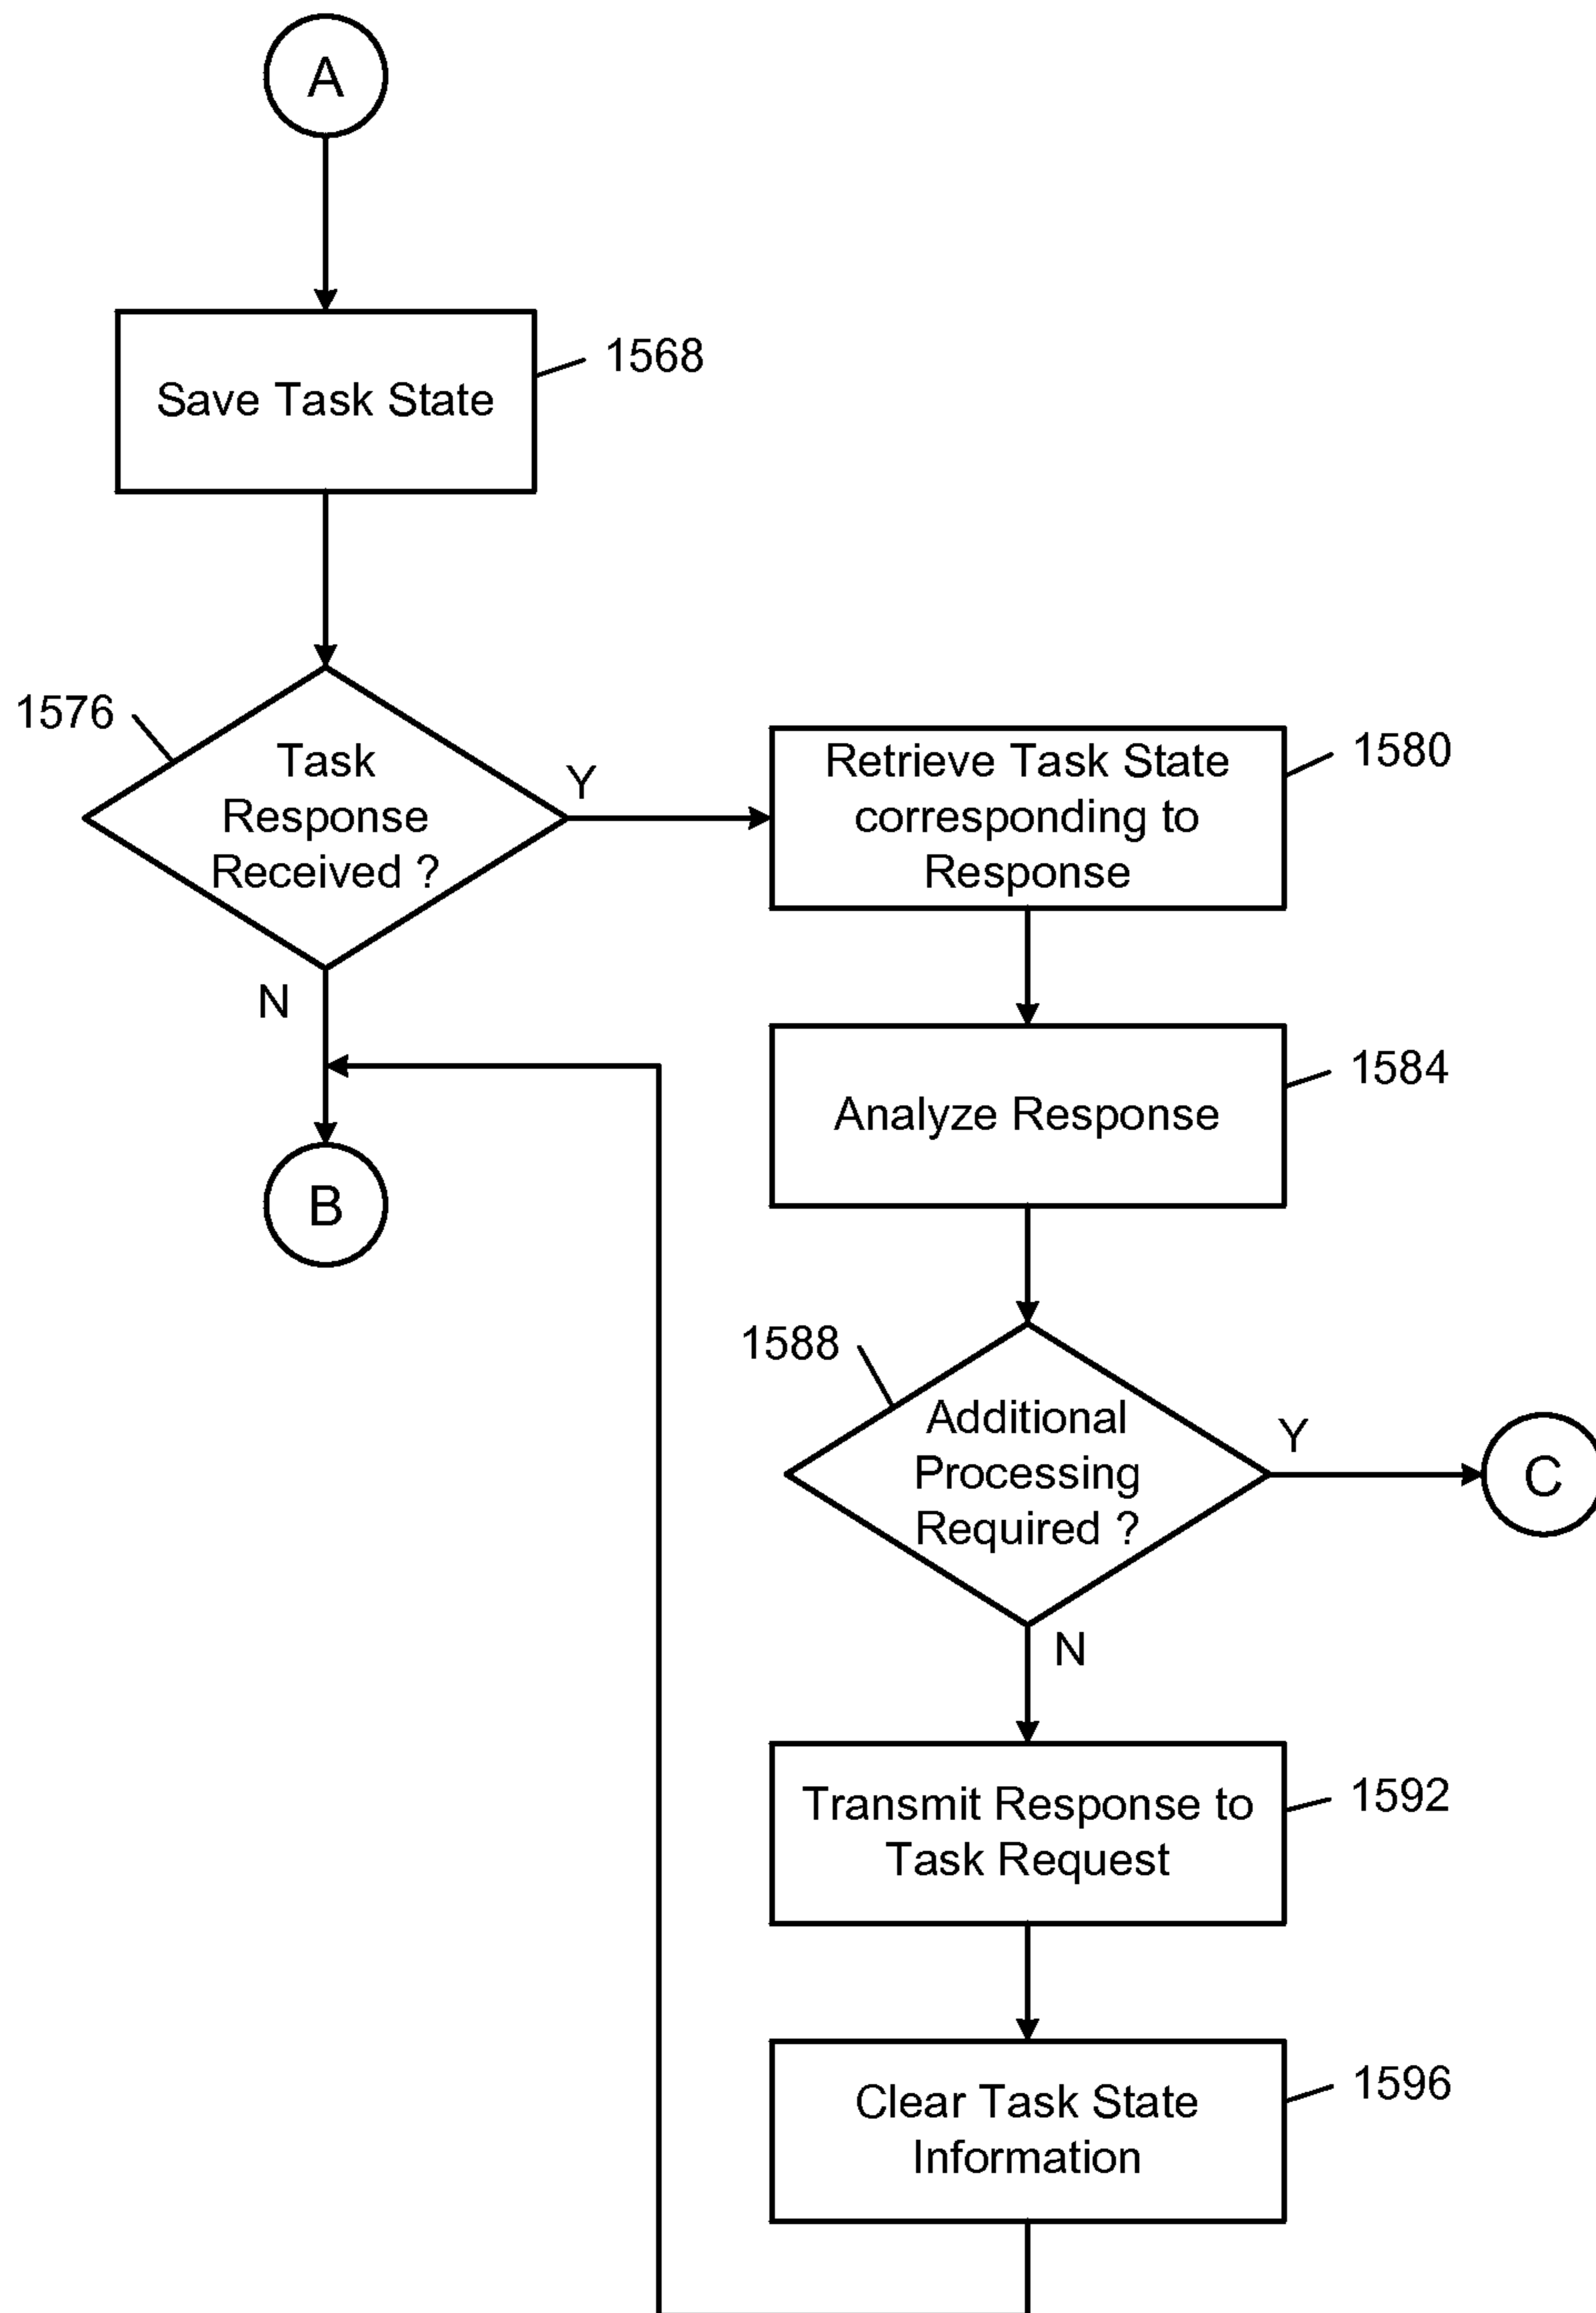 A
1568
Save Task State
1576
Task
Response
Received ?
Y
N
1580
Retrieve Task State
corresponding to
Response
1584
Analyze Response
B
1588
Additional
Processing
Required ?
Y
C
N
1592
Transmit Response to
Task Request
1596
Clear Task State
Information